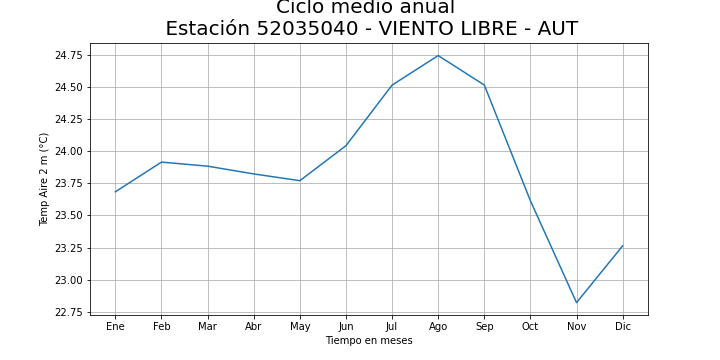 Ciclo medio anual
Estación 52035040 - VIENTO LIBRE - AUT
24.75
24.50
24.25
24.00
23.75
23.50
23.25
23.00
22.75
Temp Aire 2 m (°C)
Ene Feb Mar Abr May Jun Jul Ago Sep Oct Nov Dic
Tiempo en meses